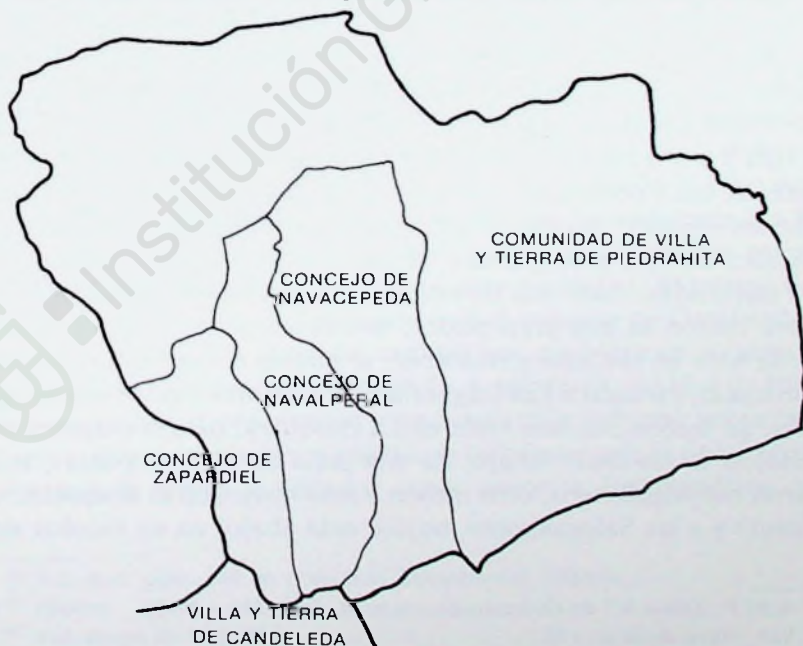 Institución G
COMUNIDAD DE VILLA
Y TIERRA DE PIEDRAHITA
CONCEJO DE
NAVACEPEDA
CONCEJO DE
NAVALPERAL
CONCEJO DE
ZAPARDIEL
VILLA Y TIERRA
DE CANDELEDA